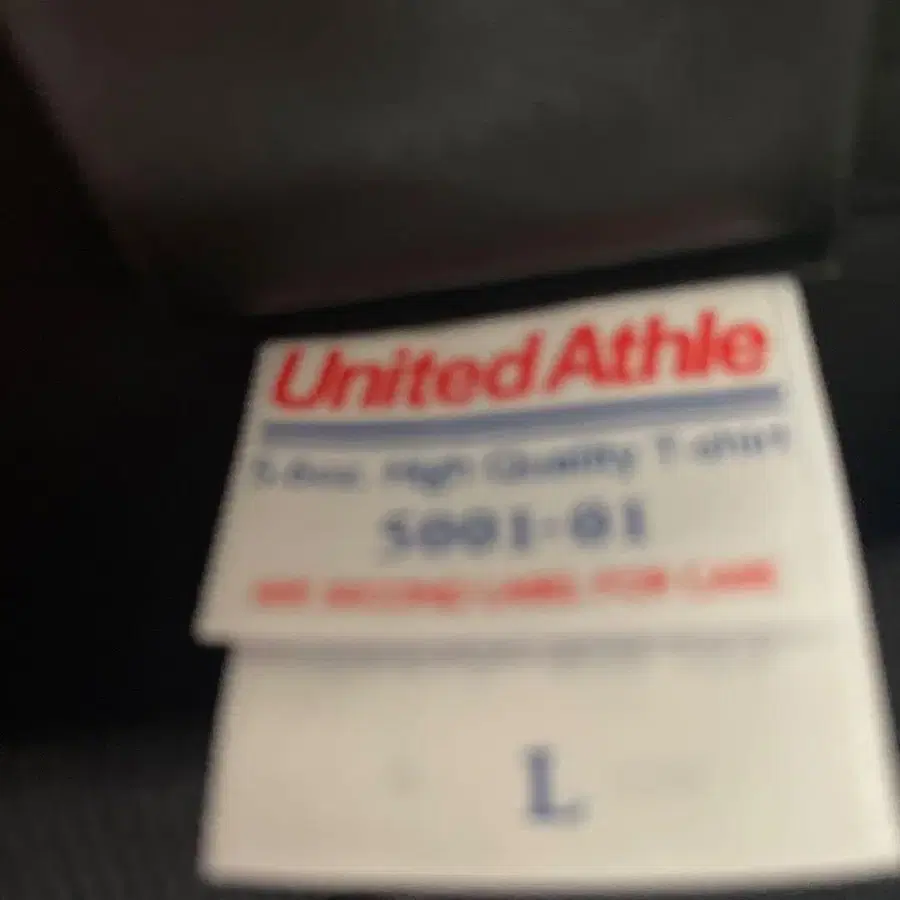 United Athle
5.6oz. High Quality T-shirt
5001-01
SEE SECOND LABEL FOR CARE
L